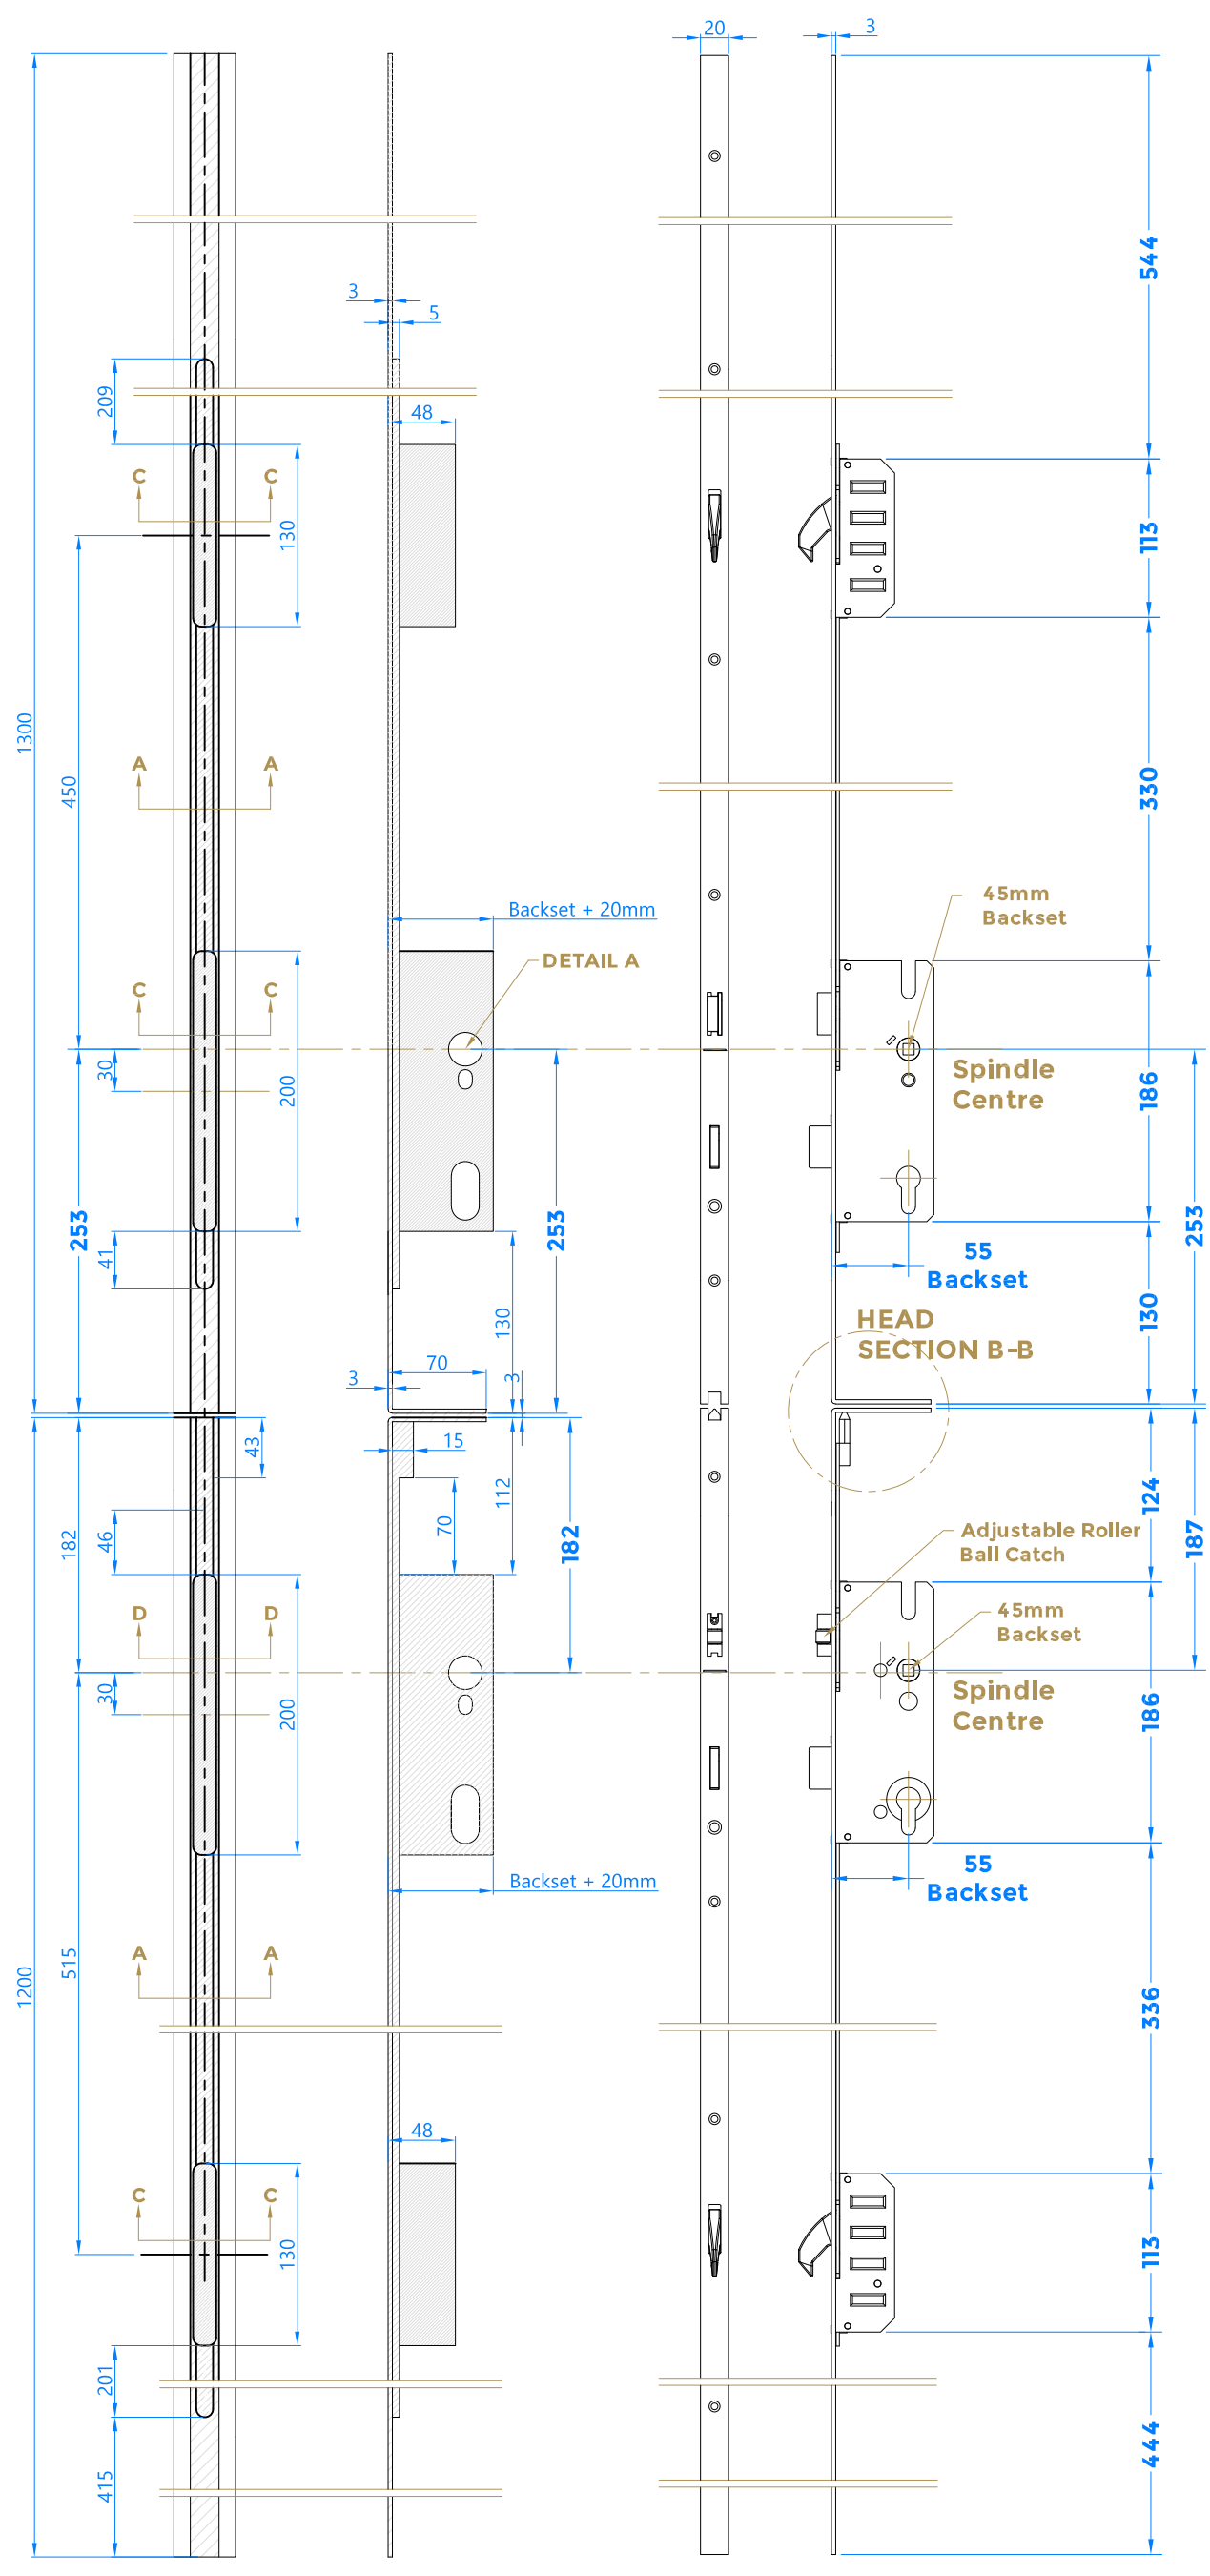 20
3
544
3
5
209
48
C
C
130
113
1300
450
A
A
330
45mm
Backset
Backset + 20mm
DETAIL A
C
C
30
200
Spindle
Centre
186
253
253
253
41
55
Backset
130
130
HEAD
SECTION B-B
70
3
3
43
15
112
124
182
46
70
182
187
Adjustable Roller
Ball Catch
D
D
45mm
Backset
30
200
Spindle
Centre
186
55
Backset
Backset + 20mm
A
A
515
1200
336
48
C
C
130
113
201
444
415